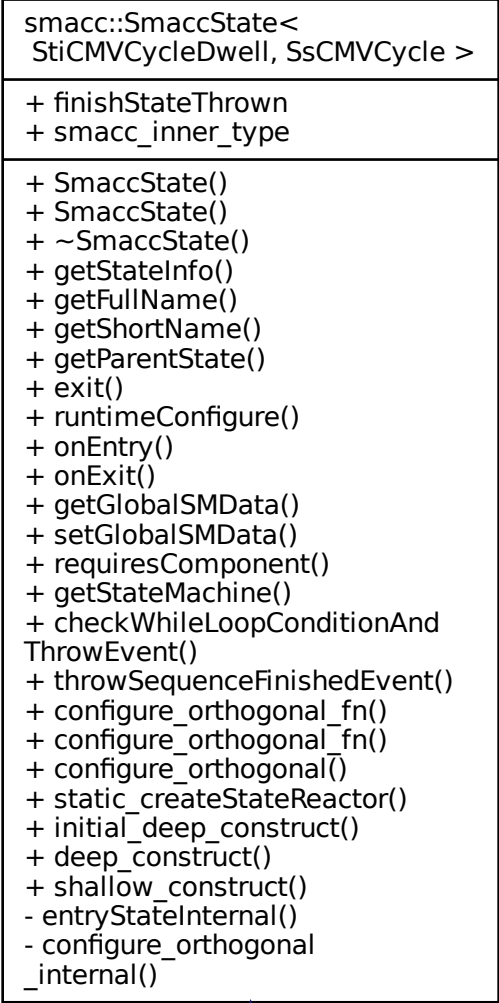 smacc::SmaccState<
StiCMVCycleDwell, SsCMVCycle >
+ finishStateThrown
+ smacc_inner_type
+ SmaccState()
+ SmaccState()
+ ~SmaccState()
+ getStateInfo()
+ getFullName()
+ getShortName()
+ getParentState()
+ exit()
+ runtimeConfigure()
+ onEntry()
+ onExit()
+ getGlobalSMData()
+ setGlobalSMData()
+ requiresComponent()
+ getStateMachine()
+ checkWhileLoopConditionAnd
ThrowEvent()
+ throwSequenceFinishedEvent()
+ configure_orthogonal_fn()
+ configure_orthogonal_fn()
+ configure_orthogonal()
+ static_createStateReactor()
+ initial_deep_construct()
+ deep_construct()
+ shallow_construct()
- entryStateInternal()
- configure_orthogonal
_internal()